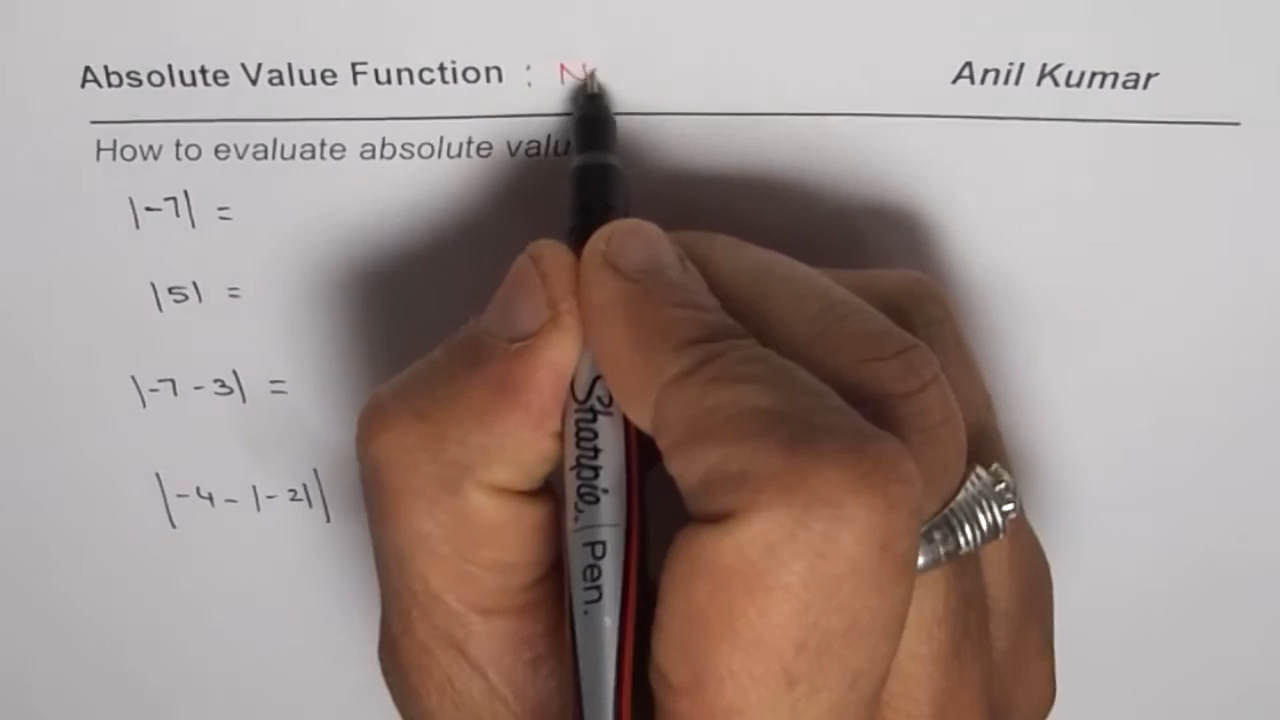 Absolute Value Function : N
Anil Kumar
How to evaluate absolute valu
|-7| =
|5| =
|-7-3| =
|-4-|-2||
Sharpie. | Pen.